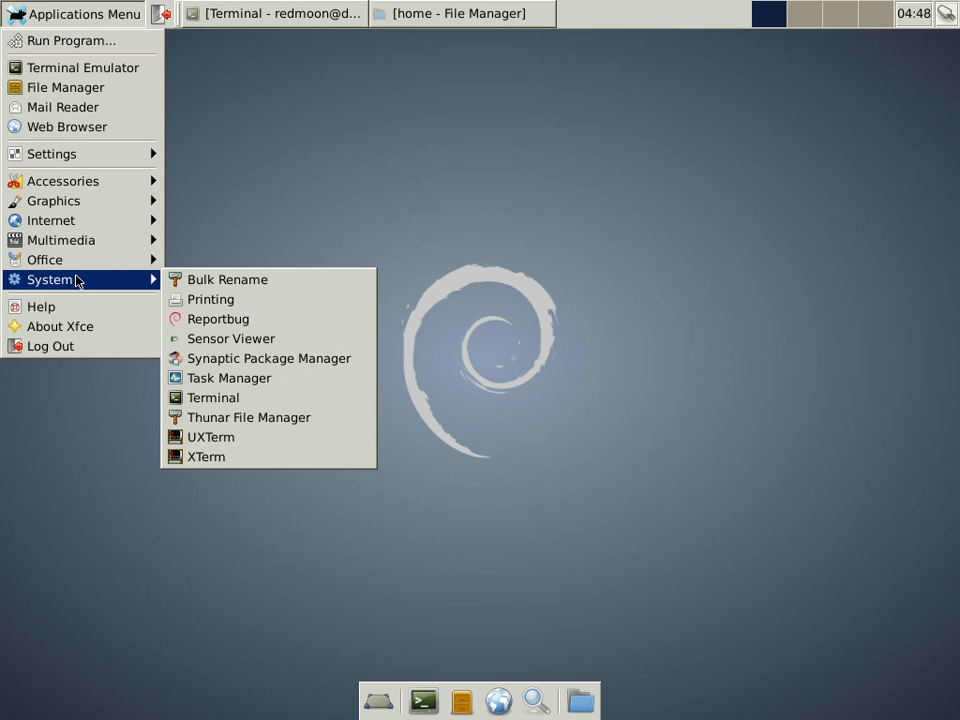 Applications Menu
[Terminal - redmoon@d...
[home - File Manager]
04:48
Run Program...
Terminal Emulator
File Manager
Mail Reader
Web Browser
Settings
Accessories
Graphics
Internet
Multimedia
Office
System
Help
About Xfce
Log Out
Bulk Rename
Printing
Reportbug
Sensor Viewer
Synaptic Package Manager
Task Manager
Terminal
Thunar File Manager
UXTerm
XTerm